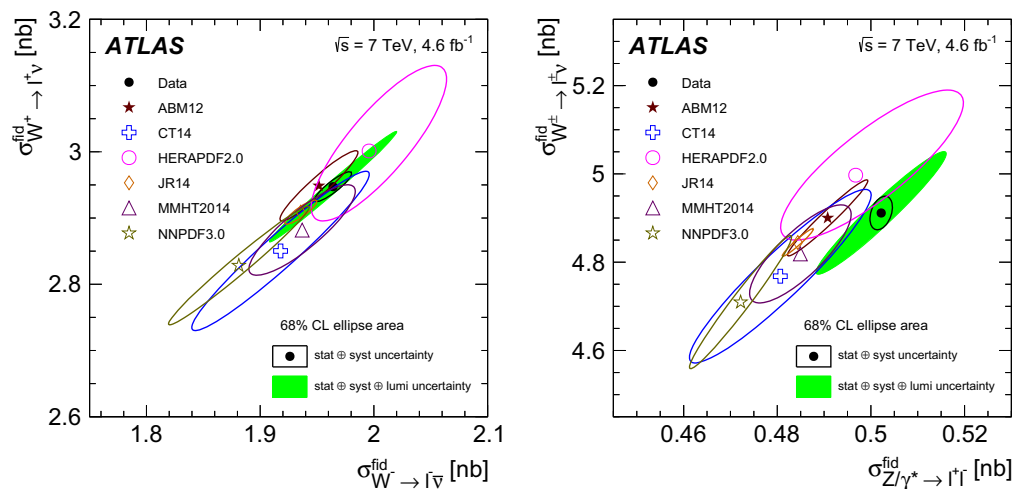 σ^fid_W⁺ → l⁺ν [nb]
3.2
3
2.8
2.6
ATLAS
√s = 7 TeV, 4.6 fb⁻¹
Data
ABM12
CT14
HERAPDF2.0
JR14
MMHT2014
NNPDF3.0
68% CL ellipse area
stat ⊕ syst uncertainty
stat ⊕ syst ⊕ lumi uncertainty
1.8 1.9 2 2.1
σ^fid_W⁻ → l⁻ν̅ [nb]
σ^fid_W^± → l^±ν [nb]
5.2
5
4.8
4.6
ATLAS
√s = 7 TeV, 4.6 fb⁻¹
Data
ABM12
CT14
HERAPDF2.0
JR14
MMHT2014
NNPDF3.0
68% CL ellipse area
stat ⊕ syst uncertainty
stat ⊕ syst ⊕ lumi uncertainty
0.46 0.48 0.5 0.52
σ^fid_Z/γ* → l⁺l⁻ [nb]